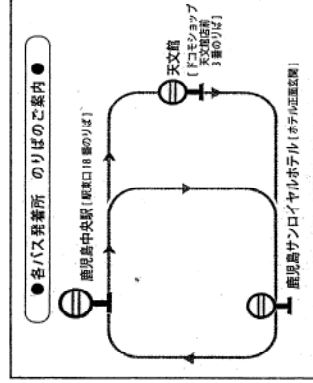 ●各バス発着所　のりばのご案内●
鹿児島中央駅［駅東口18番のりば］
天文館
［ドコモショップ
天文館店前
3番のりば］
鹿児島サンロイヤルホテル［ホテル正面玄関］